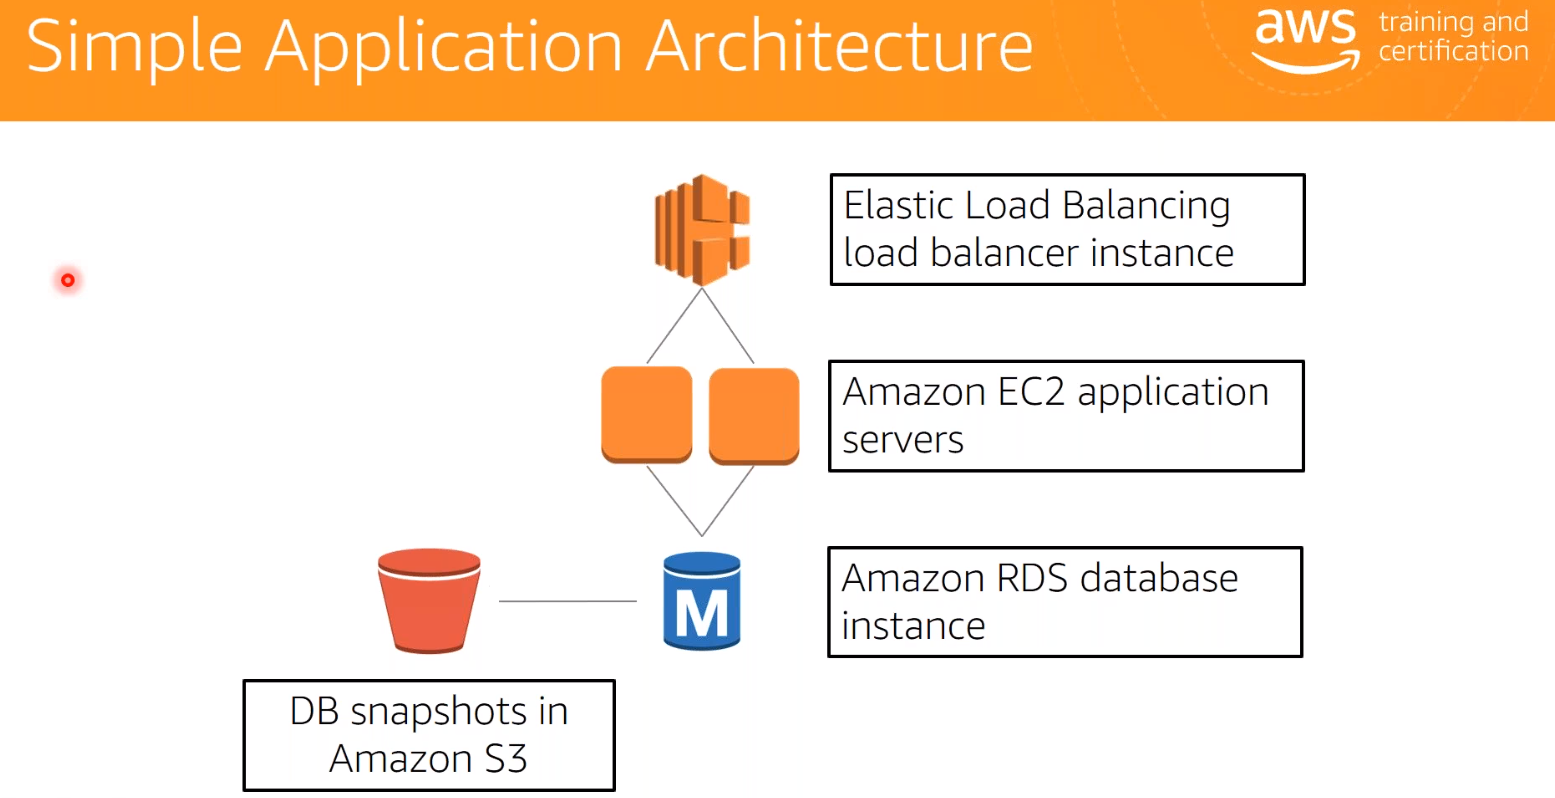 Simple Application Architecture
aws
training and
certification
Elastic Load Balancing
load balancer instance
Amazon EC2 application
servers
M
Amazon RDS database
instance
DB snapshots in
Amazon S3